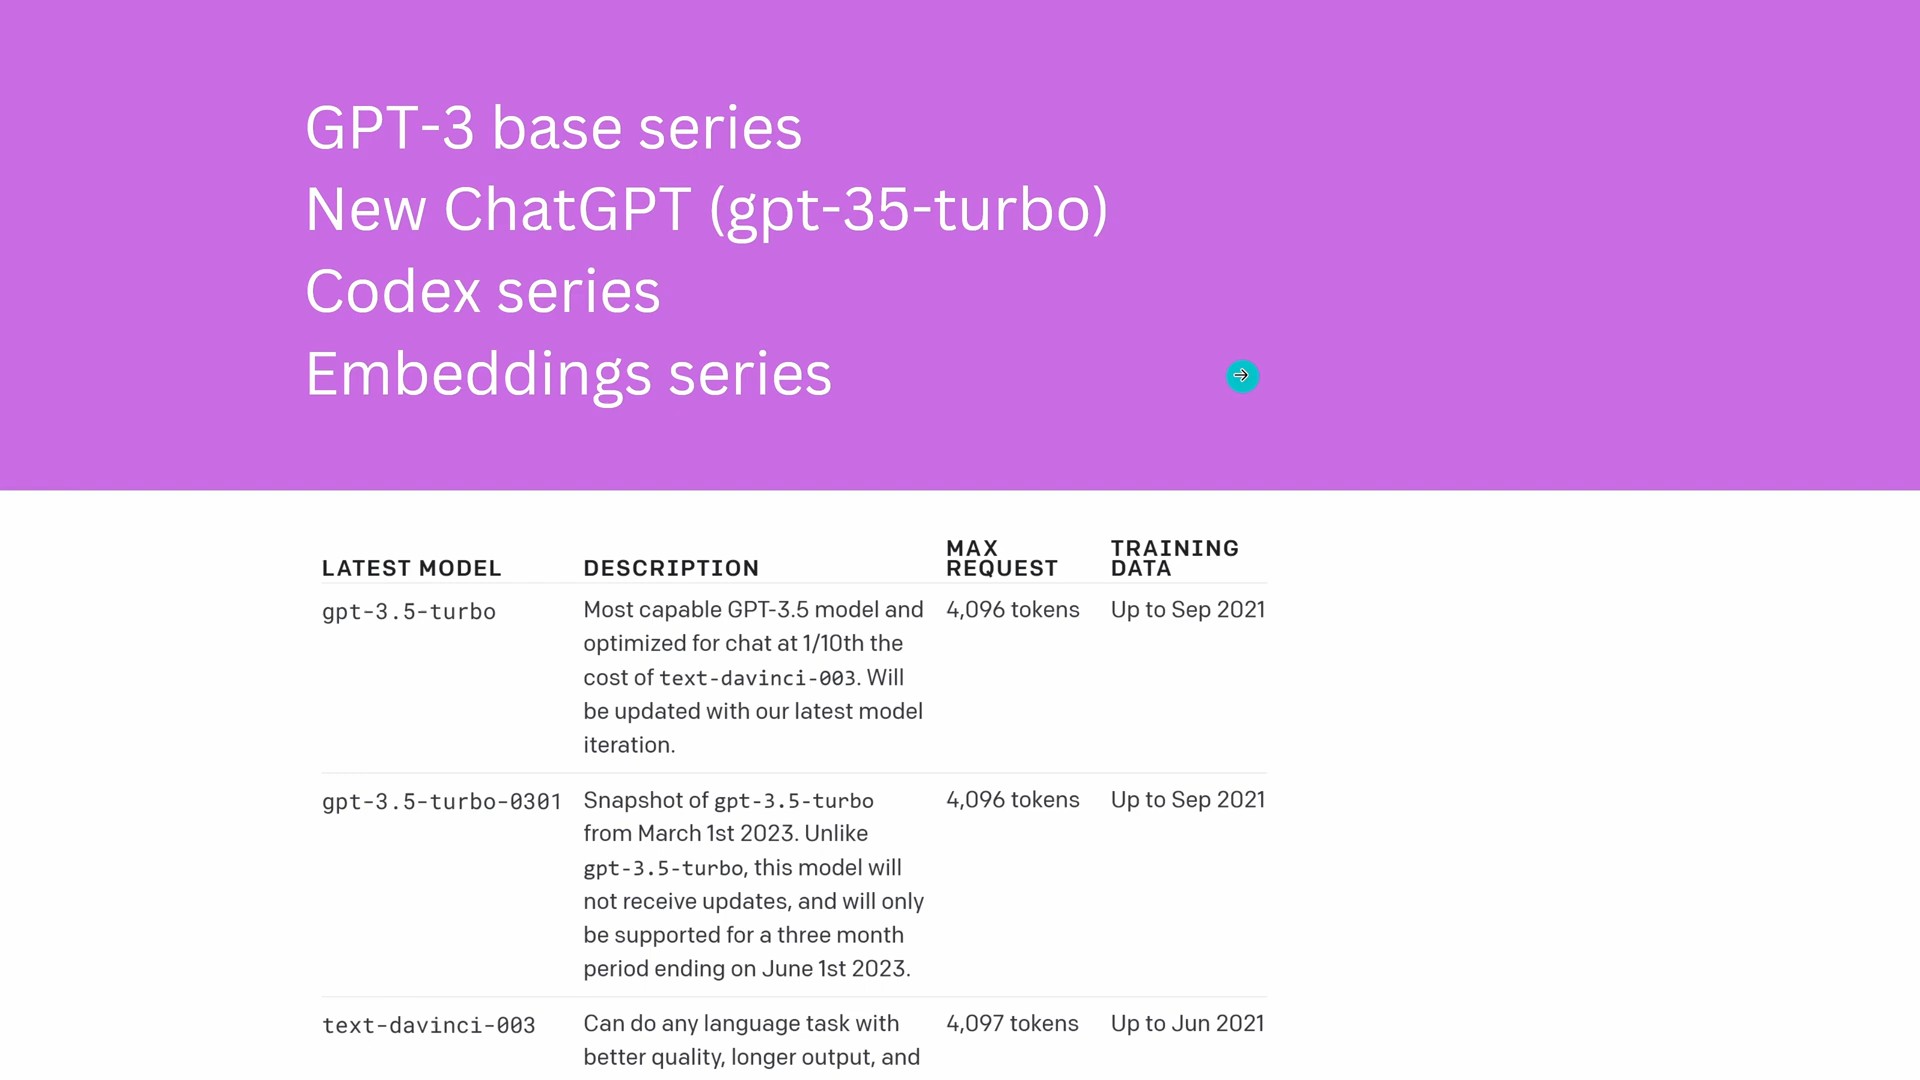 GPT-3 base series
New ChatGPT (gpt-35-turbo)
Codex series
Embeddings series
LATEST MODEL
DESCRIPTION
MAX
REQUEST
TRAINING
DATA
gpt-3.5-turbo
Most capable GPT-3.5 model and
optimized for chat at 1/10th the
cost of text-davinci-003. Will
be updated with our latest model
iteration.
4,096 tokens
Up to Sep 2021
gpt-3.5-turbo-0301
Snapshot of gpt-3.5-turbo
from March 1st 2023. Unlike
gpt-3.5-turbo, this model will
not receive updates, and will only
be supported for a three month
period ending on June 1st 2023.
4,096 tokens
Up to Sep 2021
text-davinci-003
Can do any language task with
better quality, longer output, and
4,097 tokens
Up to Jun 2021